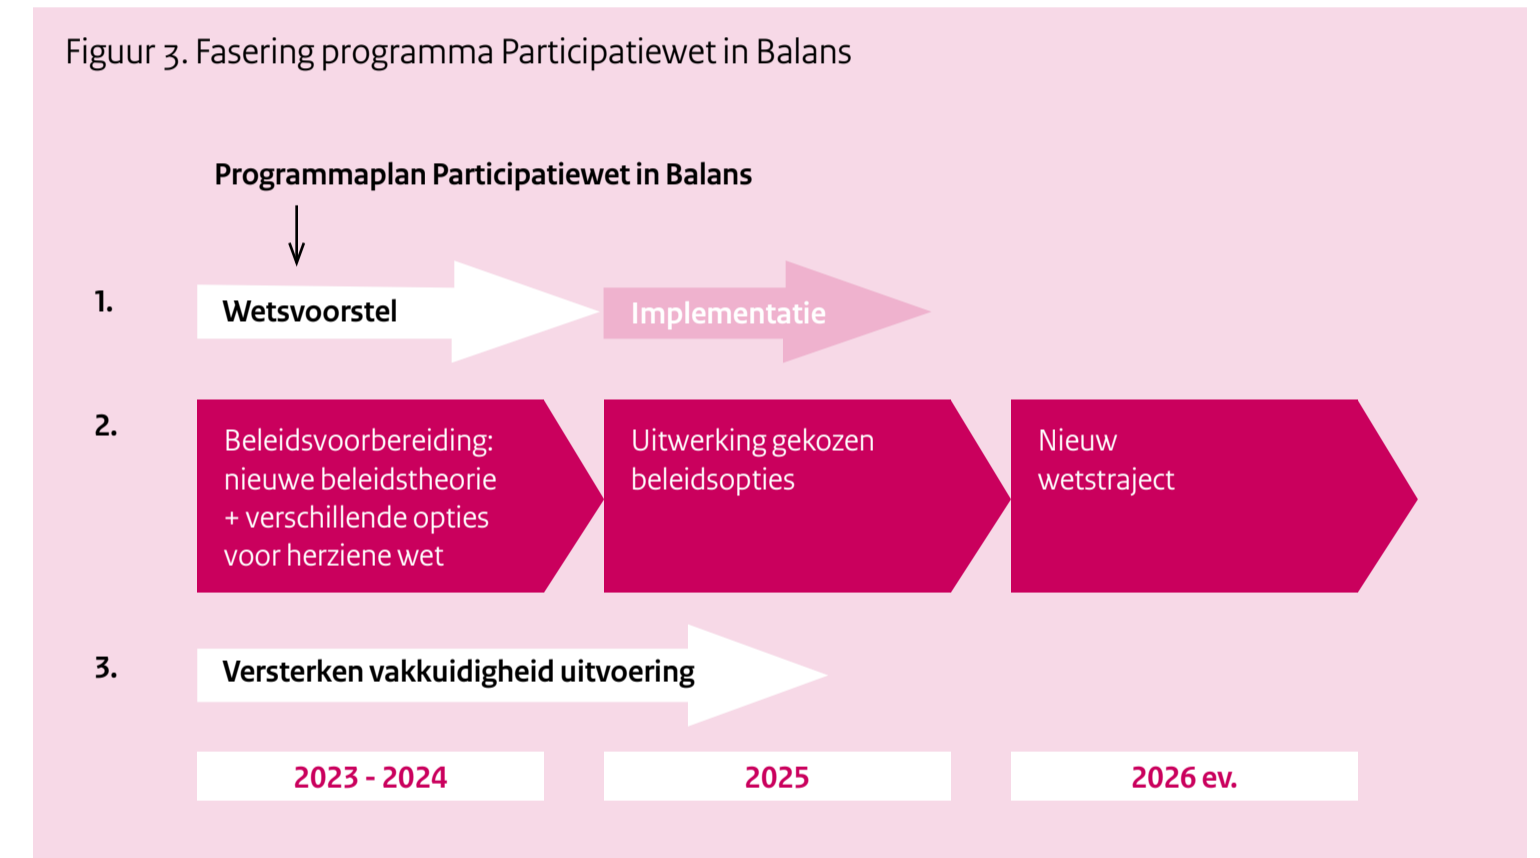 Figuur 3. Fasering programma Participatiewet in Balans
Programmaplan Participatiewet in Balans
1.
Wetsvoorstel
Implementatie
2.
Beleidsvoorbereiding:
nieuwe beleidstheorie
+ verschillende opties
voor herziene wet
Uitwerking gekozen
beleidsopties
Nieuw
wetstraject
3.
Versterken vakkuidigheid uitvoering
2023 - 2024
2025
2026 ev.